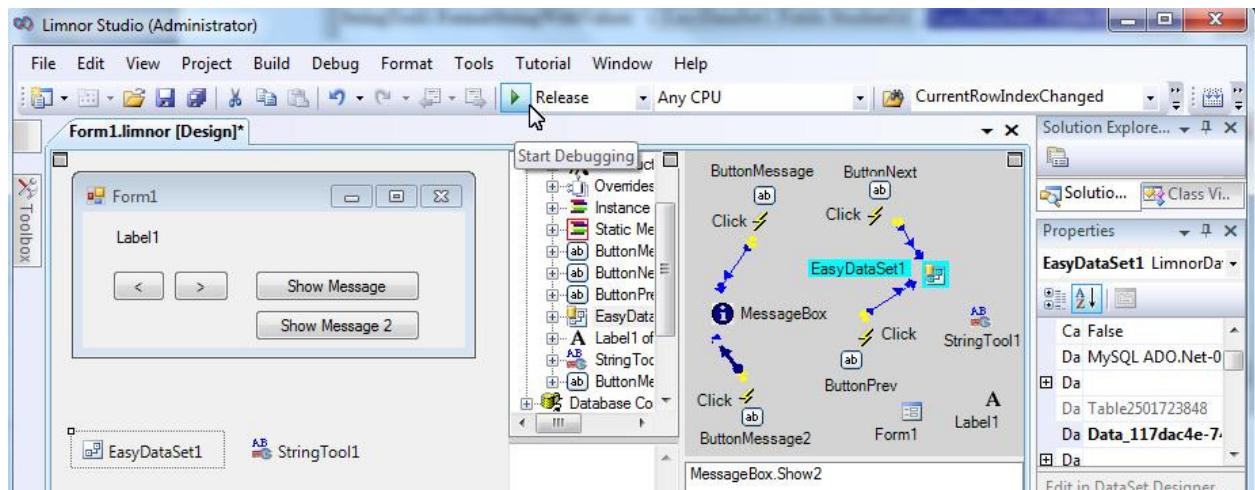 Limnor Studio (Administrator)
File Edit View Project Build Debug Format Tools Tutorial Window Help
Release Any CPU CurrentRowIndexChanged
Form1.limnor [Design]*
Start Debugging
Toolbox
Form1
Label1
< >
Show Message
Show Message 2
EasyDataSet1
StringTool1
Overrides
Instance
Static Me
ButtonMe
ButtonNe
ButtonPre
EasyData
Label1 of
StringToo
ButtonMe
Database Co
ButtonMessage
ButtonNext
Click
Click
EasyDataSet1
MessageBox
Click
StringTool1
ButtonPrev
Click
ButtonMessage2
Form1
Label1
MessageBox.Show2
Solution Explore...
Solutio... Class Vi..
Properties
EasyDataSet1 LimnorDa
Ca False
Da MySQL ADO.Net-0
Da
Da Table2501723848
Da Data_117dac4e-7
Da
Edit in DataSet Designer